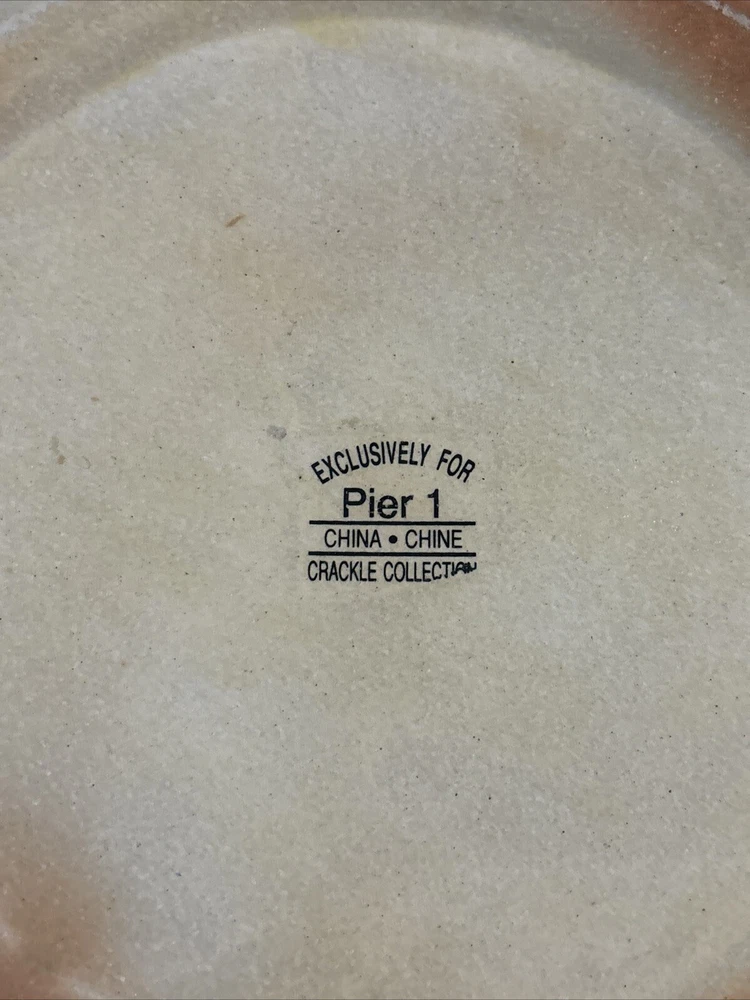 EXCLUSIVELY FOR
Pier 1
CHINA • CHINE
CRACKLE COLLECTION